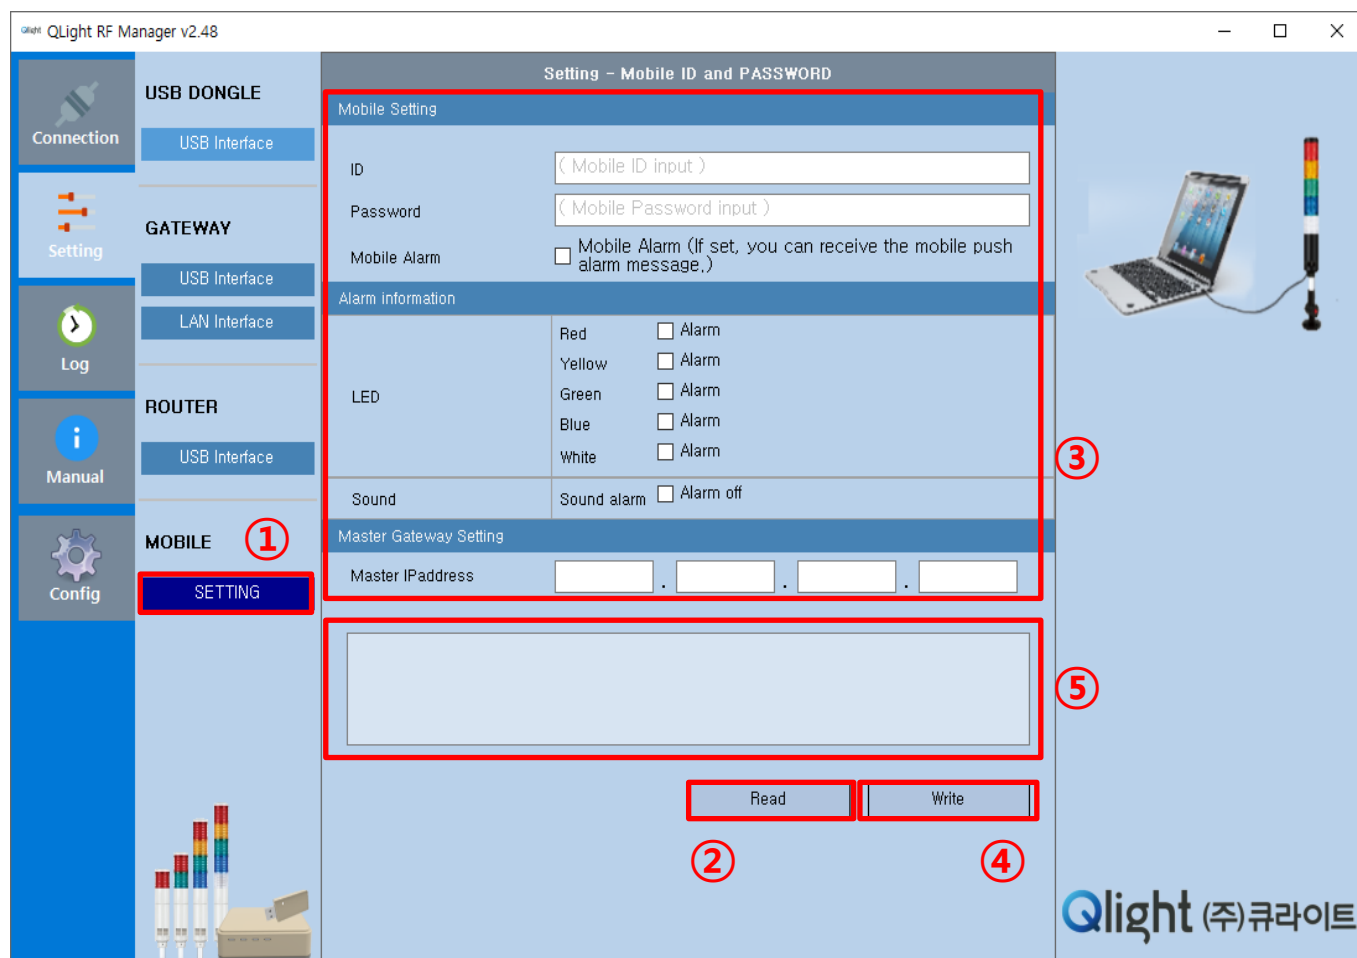 Qlight QLight RF Manager v2.48
Connection
Setting
Log
Manual
Config
USB DONGLE
USB Interface
GATEWAY
USB Interface
LAN Interface
ROUTER
USB Interface
MOBILE ①
SETTING
Setting - Mobile ID and PASSWORD
Mobile Setting
ID ( Mobile ID input )
Password ( Mobile Password input )
Mobile Alarm Mobile Alarm (If set, you can receive the mobile push
alarm message.)
Alarm information
LED
Red Alarm
Yellow Alarm
Green Alarm
Blue Alarm
White Alarm
③
Sound Sound alarm Alarm off
Master Gateway Setting
Master IPaddress . . .
⑤
Read Write
② ④
Qlight (주)큐라이트